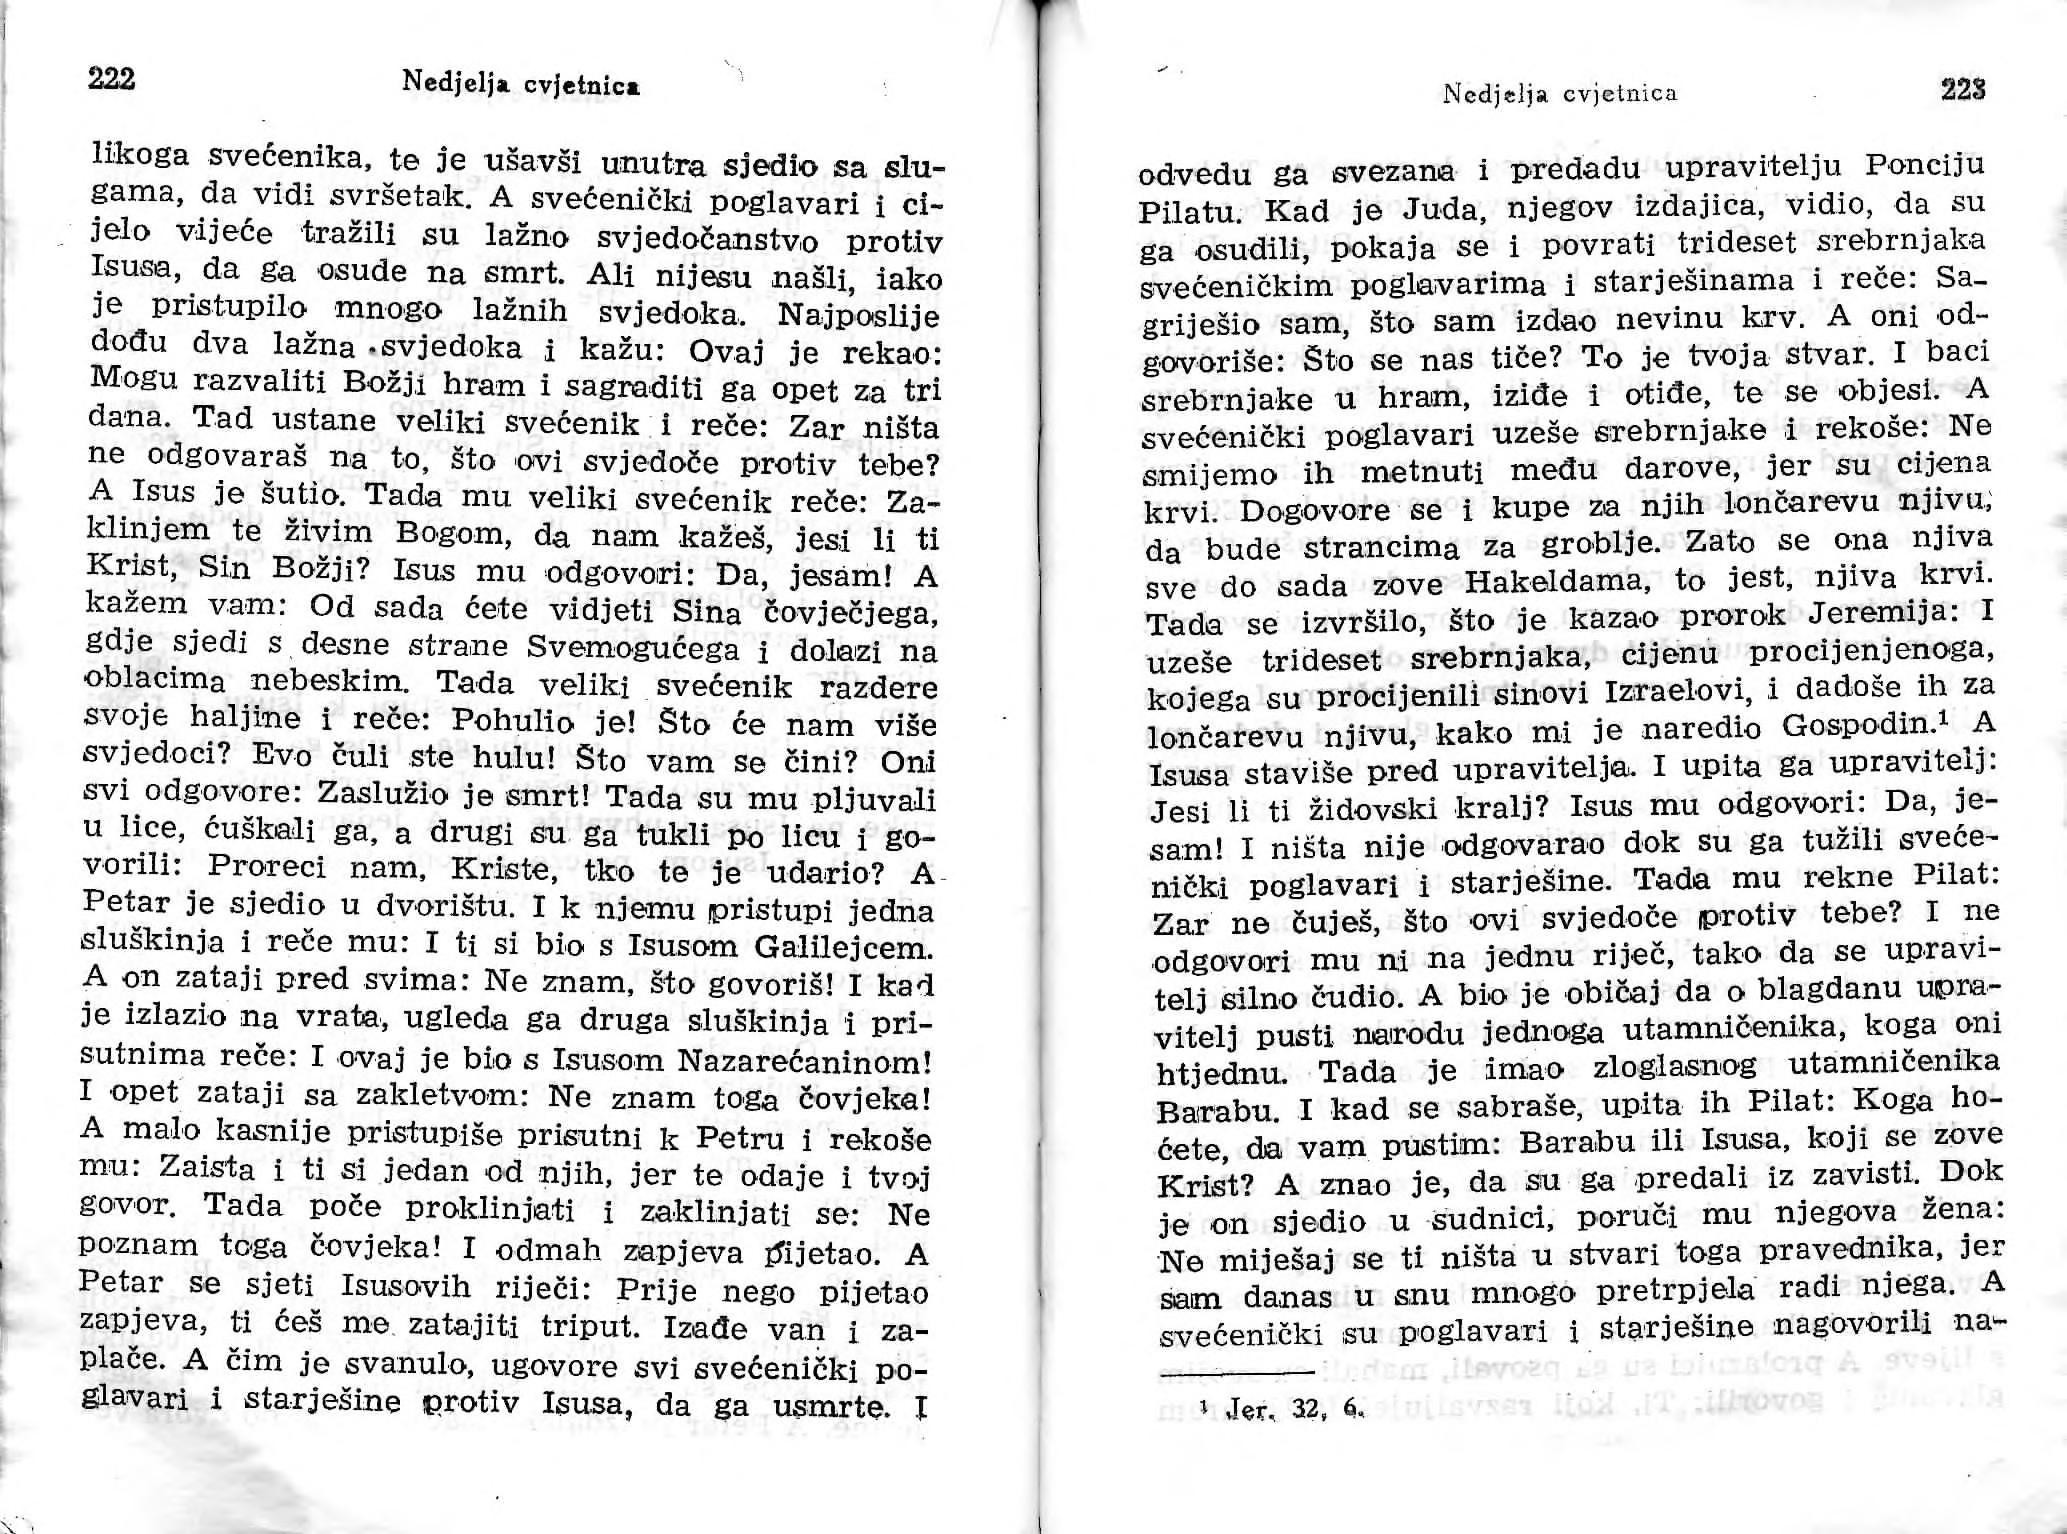 222
Nedjelja cvjetnica
likoga svećenika, te je ušavši unutra sjedio sa slu-
gama, da vidi svršetak. A svećenički poglavari i ci-
jelo vijeće tražili su lažno svjedočanstvo protiv
Isusa, da ga osude na smrt. Ali nijesu našli, iako
je pristupilo mnogo lažnih svjedoka. Najposlije
dođu dva lažna svjedoka i kažu: Ovaj je rekao:
Mogu razvaliti Božji hram i sagraditi ga opet za tri
dana. Tad ustane veliki svećenik i reče: Zar ništa
ne odgovaraš na to, što ovi svjedoče protiv tebe?
A Isus je šutio. Tada mu veliki svećenik reče: Za-
klinjem te živim Bogom, da nam kažeš, jesi li ti
Krist, Sin Božji? Isus mu odgovori: Da, jesam! A
kažem vam: Od sada ćete vidjeti Sina čovječjega,
gdje sjedi s desne strane Svemogućega i dolazi na
oblacima nebeskim. Tada veliki svećenik razdere
svoje haljine i reče: Pohulio je! Što će nam više
svjedoci? Evo čuli ste hulu! Što vam se čini? Oni
svi odgovore: Zaslužio je smrt! Tada su mu pljuvali
u lice, ćuškali ga, a drugi su ga tukli po licu i go-
vorili: Proreci nam, Kriste, tko te je udario? A
Petar je sjedio u dvorištu. I k njemu pristupi jedna
sluškinja i reče mu: I ti si bio s Isusom Galilejcem.
A on zataji pred svima: Ne znam, što govoriš! I kad
je izlazio na vrata, ugleda ga druga sluškinja i pri-
sutnima reče: I ovaj je bio s Isusom Nazarećaninom!
I opet zataji sa zakletvom: Ne znam toga čovjeka!
A malo kasnije pristupiše prisutni k Petru i rekoše
mu: Zaista i ti si jedan od njih, jer te odaje i tvoj
govor. Tada poče proklinjati i zaklinjati se: Ne
poznam toga čovjeka! I odmah zapjeva pijetao. A
Petar se sjeti Isusovih riječi: Prije nego pijetao
zapjeva, ti ćeš me zatajiti triput. Izađe van i za-
plače. A čim je svanulo, ugovore svi svećenički po-
glavari i starješine protiv Isusa, da ga usmrte. I
Nedjelja cvjetnica
223
odvedu ga svezana i predadu upravitelju Ponciju
Pilatu. Kad je Juda, njegov izdajica, vidio, da su
ga osudili, pokaja se i povrati trideset srebrnjaka
svećeničkim poglavarima i starješinama i reče: Sa-
griješio sam, što sam izdao nevinu krv. A oni od-
govoriše: Što se nas tiče? To je tvoja stvar. I baci
srebrnjake u hram, iziđe i otiđe, te se objesi. A
svećenički poglavari uzeše srebrnjake i rekoše: Ne
smijemo ih metnuti među darove, jer su cijena
krvi. Dogovore se i kupe za njih lončarevu njivu,
da bude strancima za groblje. Zato se ona njiva
sve do sada zove Hakeldama, to jest, njiva krvi.
Tada se izvršilo, što je kazao prorok Jeremija: I
uzeše trideset srebrnjaka, cijenu procijenjenoga,
kojega su procijenili sinovi Izraelovi, i dadoše ih za
lončarevu njivu, kako mi je naredio Gospodin.¹ A
Isusa staviše pred upravitelja. I upita ga upravitelj:
Jesi li ti židovski kralj? Isus mu odgovori: Da, je-
sam! I ništa nije odgovarao dok su ga tužili sveće-
nički poglavari i starješine. Tada mu rekne Pilat:
Zar ne čuješ, što ovi svjedoče protiv tebe? I ne
odgovori mu ni na jednu riječ, tako da se upravi-
telj silno čudio. A bio je običaj da o blagdanu upra-
vitelj pusti narodu jednoga utamničenika, koga oni
htjednu. Tada je imao zloglasnog utamničenika
Barabu. I kad se sabraše, upita ih Pilat: Koga ho-
ćete, da vam pustim: Barabu ili Isusa, koji se zove
Krist? A znao je, da su ga predali iz zavisti. Dok
je on sjedio u sudnici, poruči mu njegova žena:
Ne miješaj se ti ništa u stvari toga pravednika, jer
sam danas u snu mnogo pretrpjela radi njega. A
svećenički su poglavari i starješine nagovorili na-
¹ Jer. 32, 6.